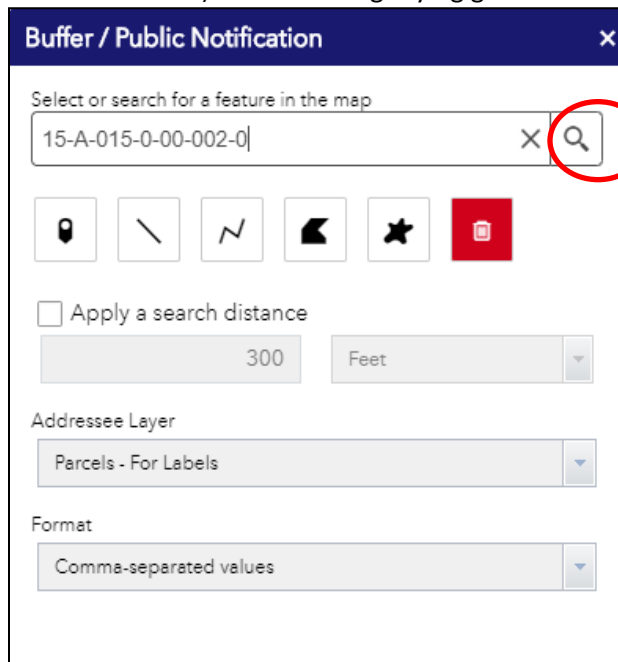 Buffer / Public Notification
Select or search for a feature in the map
15-A-015-0-00-002-0
Apply a search distance
300 Feet
Addressee Layer
Parcels - For Labels
Format
Comma-separated values